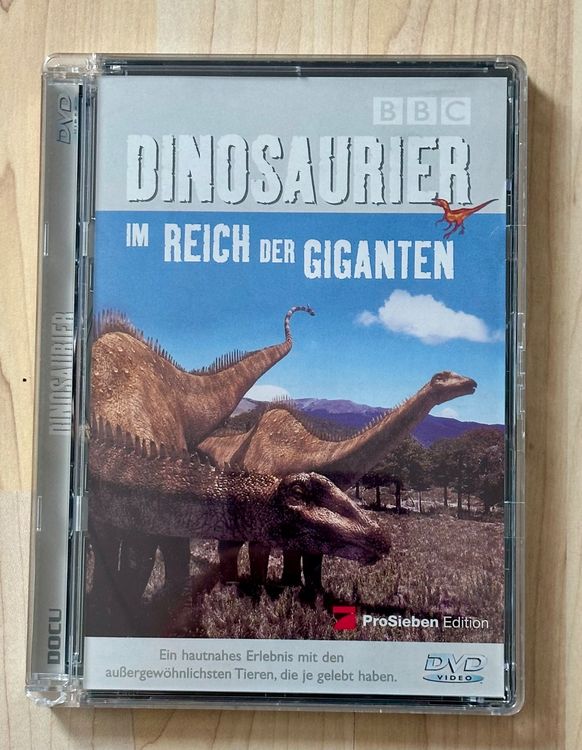 BBC
DINOSAURIER
IM REICH DER GIGANTEN
ProSieben Edition
Ein hautnahes Erlebnis mit den
außergewöhnlichsten Tieren, die je gelebt haben.
DVD
VIDEO
DVD
DINOSAURIER
DOCU